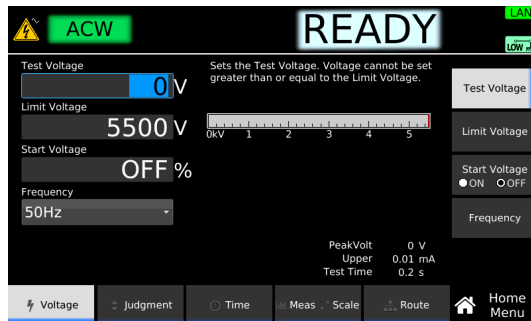 ACW
READY
LAN
LOW
Test Voltage
0 V
Sets the Test Voltage. Voltage cannot be set
greater than or equal to the Limit Voltage.
Limit Voltage
5500 V
0kV 1 2 3 4 5
Start Voltage
OFF %
Frequency
50Hz
PeakVolt 0 V
Upper 0.01 mA
Test Time 0.2 s
Test Voltage
Limit Voltage
Start Voltage
ON OFF
Frequency
Voltage
Judgment
Time
Meas Scale
Route
Home
Menu